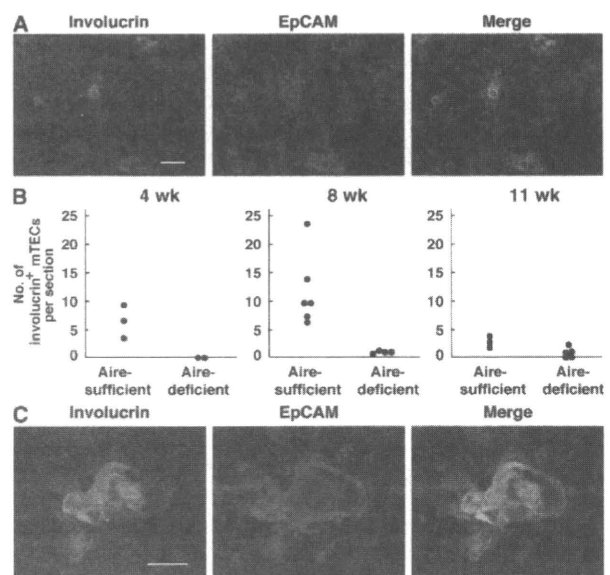 A Involucrin EpCAM Merge
B 4 wk 8 wk 11 wk
No. of involucrin+ mTECs per section
25 25 25
20 20 20
15 15 15
10 10 10
5 5 5
0 0 0
Aire-sufficient Aire-deficient Aire-sufficient Aire-deficient Aire-sufficient Aire-deficient
C Involucrin EpCAM Merge